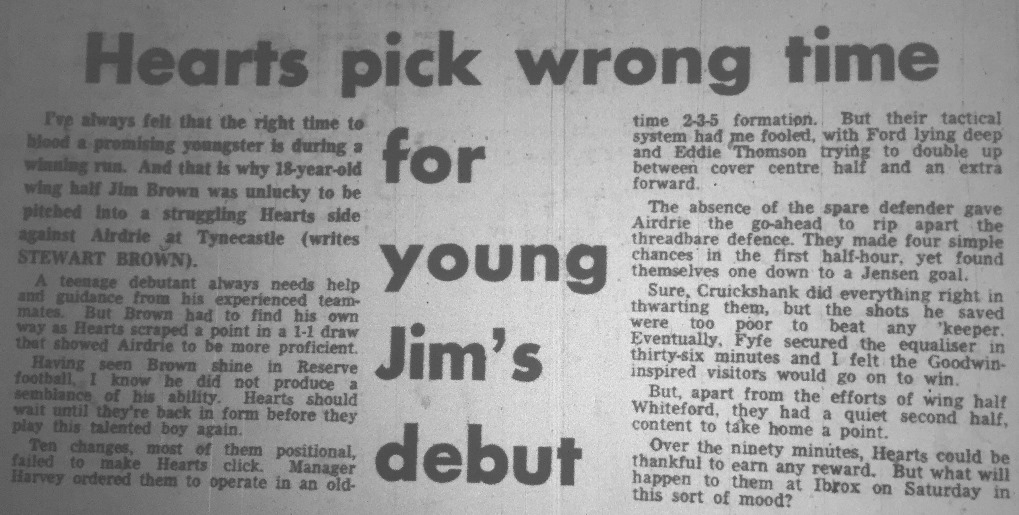 Hearts pick wrong time
for
young
Jim's
debut
I've always felt that the right time to
blood a promising youngster is during a
winning run. And that is why 18-year-old
wing half Jim Brown was unlucky to be
pitched into a struggling Hearts side
against Airdrie at Tynecastle (writes
STEWART BROWN).
A teenage debutant always needs help
and guidance from his experienced team-
mates. But Brown had to find his own
way as Hearts scraped a point in a 1-1 draw
that showed Airdrie to be more proficient.
Having seen Brown shine in Reserve
football, I know he did not produce a
semblance of his ability. Hearts should
wait until they're back in form before they
play this talented boy again.
Ten changes, most of them positional,
failed to make Hearts click. Manager
Harvey ordered them to operate in an old-
time 2-3-5 formation. But their tactical
system had me fooled, with Ford lying deep
and Eddie Thomson trying to double up
between cover centre half and an extra
forward.
The absence of the spare defender gave
Airdrie the go-ahead to rip apart the
threadbare defence. They made four simple
chances in the first half-hour, yet found
themselves one down to a Jensen goal.
Sure, Cruickshank did everything right in
thwarting them, but the shots he saved
were too poor to beat any 'keeper.
Eventually, Fyfe secured the equaliser in
thirty-six minutes and I felt the Goodwin-
inspired visitors would go on to win.
But, apart from the efforts of wing half
Whiteford, they had a quiet second half,
content to take home a point.
Over the ninety minutes, Hearts could be
thankful to earn any reward. But what will
happen to them at Ibrox on Saturday in
this sort of mood?